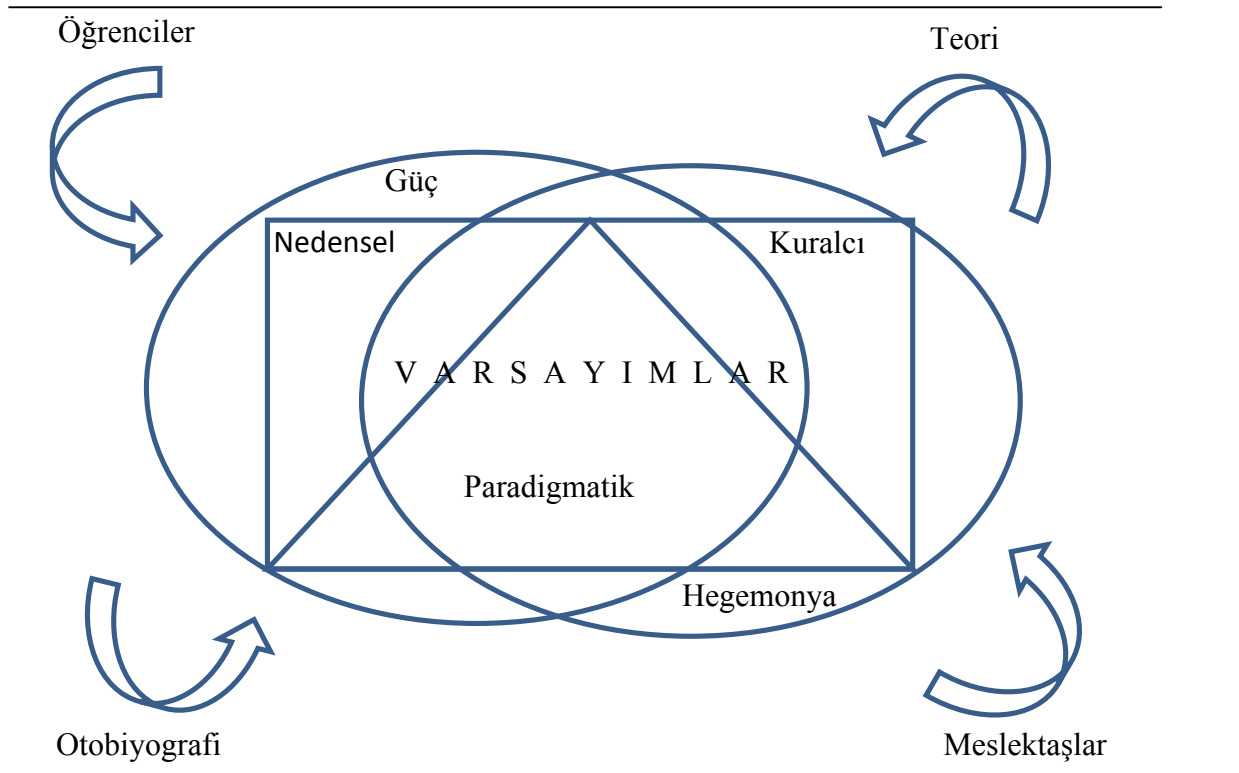 Öğrenciler
Teori
Güç
Nedensel
Kuralcı
V A R S A Y I M L A R
Paradigmatik
Hegemonya
Otobiyografi
Meslektaşlar